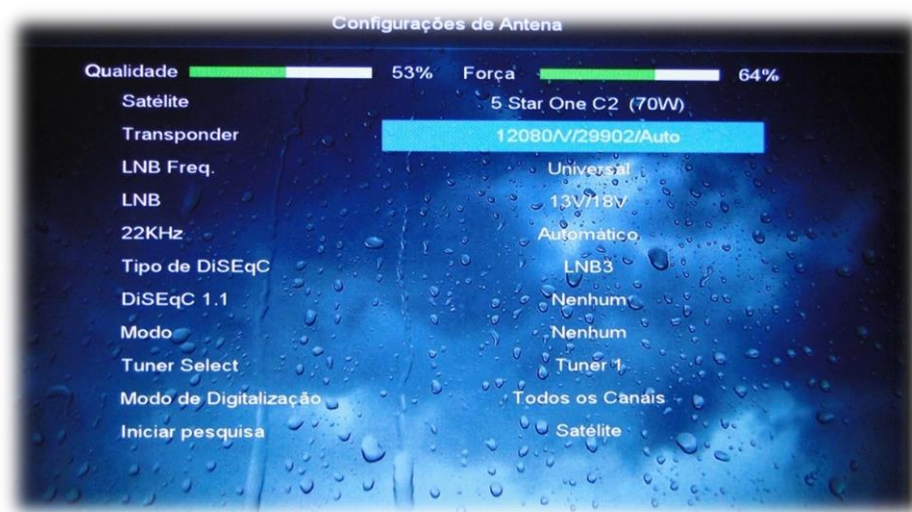 Configurações de Antena
Qualidade 53% Força 64%
Satélite 5 Star One C2 (70W)
Transponder 12080/V/29902/Auto
LNB Freq. Universal
LNB 13V/18V
22KHz Automático
Tipo de DiSEqC LNB3
DiSEqC 1.1 Nenhum
Modo Nenhum
Tuner Select Tuner 1
Modo de Digitalização Todos os Canais
Iniciar pesquisa Satélite